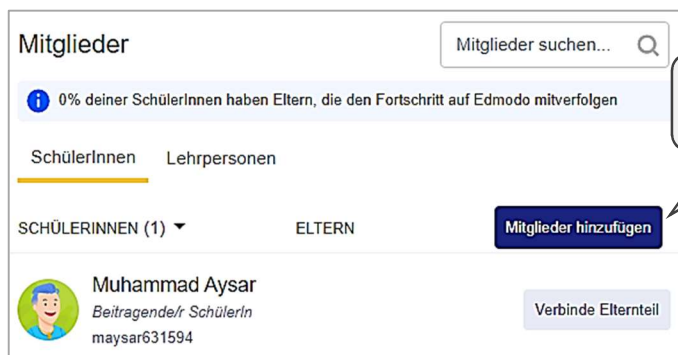 Mitglieder
Mitglieder suchen...
0% deiner SchülerInnen haben Eltern, die den Fortschritt auf Edmodo mitverfolgen
SchülerInnen Lehrpersonen
SCHÜLERINNEN (1) ELTERN Mitglieder hinzufügen
Muhammad Aysar
Beitragende/r SchülerIn
maysar631594
Verbinde Elternteil